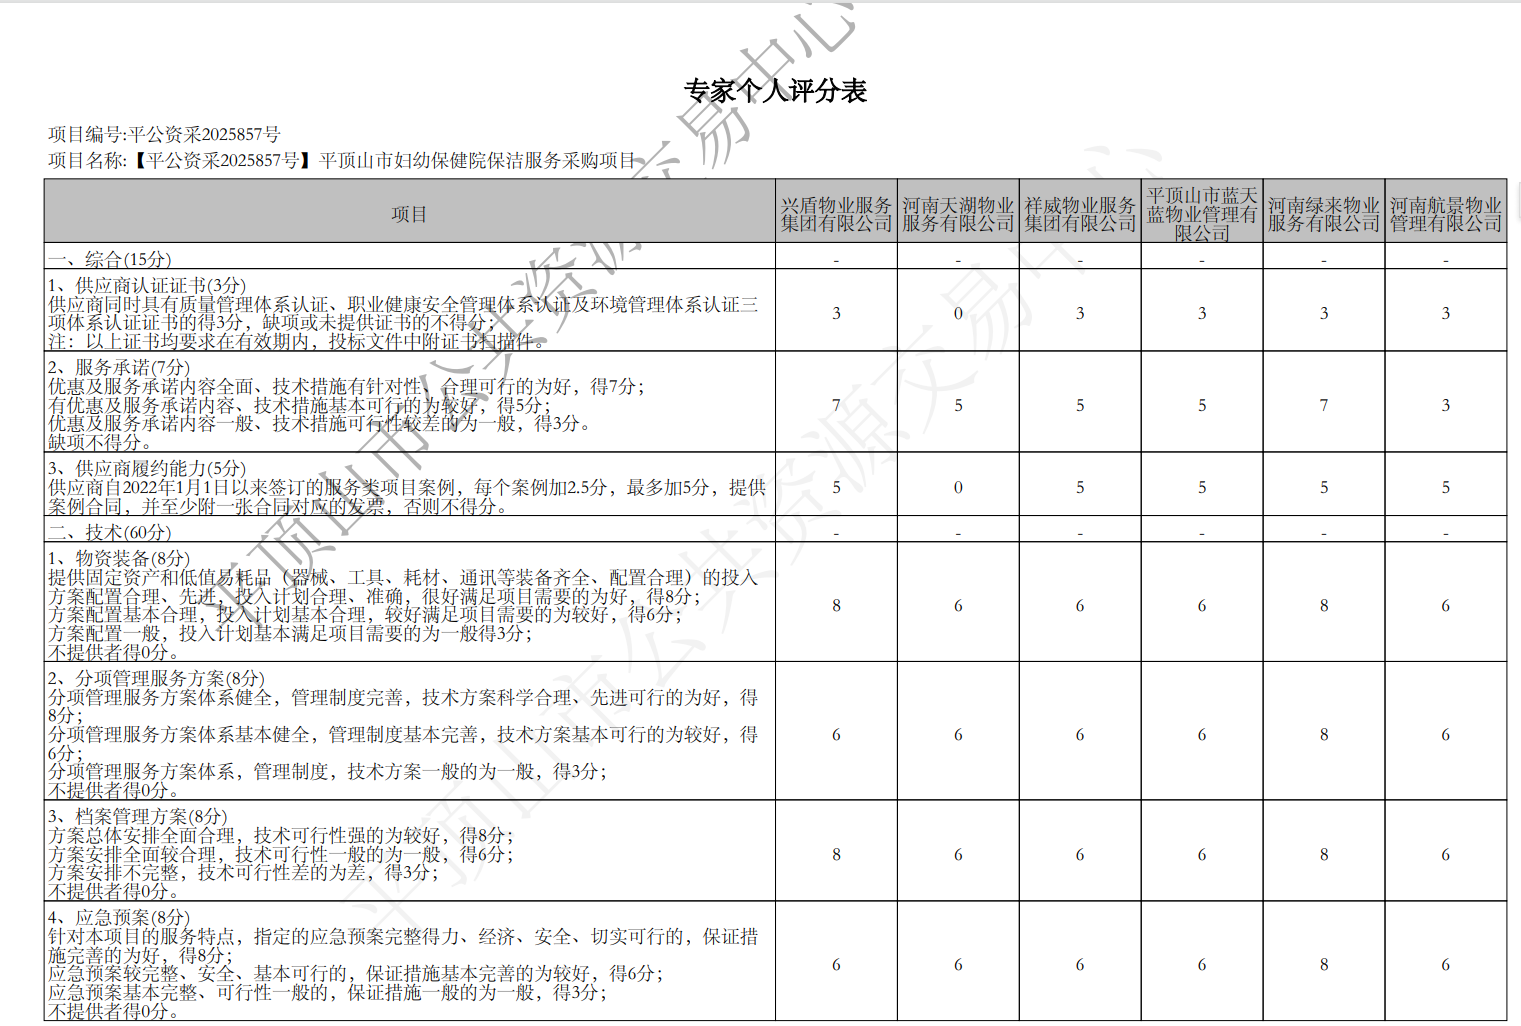 专家个人评分表
项目编号:平公资采2025857号
项目名称:【平公资采2025857号】平顶山市妇幼保健院保洁服务采购项目
项目
兴盾物业服务
集团有限公司
河南天湖物业
服务有限公司
祥威物业服务
集团有限公司
平顶山市蓝天
蓝物业管理有
限公司
河南绿来物业
服务有限公司
河南航景物业
管理有限公司
一、综合(15分) - - - - - -
1、供应商认证证书(3分)
供应商同时具有质量管理体系认证、职业健康安全管理体系认证及环境管理体系认证三
项体系认证证书的得3分，缺项或未提供证书的不得分；
注：以上证书均要求在有效期内，投标文件中附证书扫描件。
3 0 3 3 3 3
2、服务承诺(7分)
优惠及服务承诺内容全面、技术措施有针对性、合理可行的为好，得7分；
有优惠及服务承诺内容、技术措施基本可行的为较好，得5分；
优惠及服务承诺内容一般、技术措施可行性较差的为一般，得3分。
缺项不得分。
7 5 5 5 7 3
3、供应商履约能力(5分)
供应商自2022年1月1日以来签订的服务类项目案例，每个案例加2.5分，最多加5分，提供
案例合同，并至少附一张合同对应的发票，否则不得分。
5 0 5 5 5 5
二、技术(60分) - - - - - -
1、物资装备(8分)
提供固定资产和低值易耗品（器械、工具、耗材、通讯等装备齐全、配置合理）的投入
方案配置合理、先进，投入计划合理、准确，很好满足项目需要的为好，得8分；
方案配置基本合理，投入计划基本合理，较好满足项目需要的为较好，得6分；
方案配置一般，投入计划基本满足项目需要的为一般得3分；
不提供者得0分。
8 6 6 6 8 6
2、分项管理服务方案(8分)
分项管理服务方案体系健全，管理制度完善，技术方案科学合理、先进可行的为好，得
8分；
分项管理服务方案体系基本健全，管理制度基本完善，技术方案基本可行的为较好，得
6分；
分项管理服务方案体系，管理制度，技术方案一般的为一般，得3分；
不提供者得0分。
6 6 6 6 8 6
3、档案管理方案(8分)
方案总体安排全面合理，技术可行性强的为较好，得8分；
方案安排全面较合理，技术可行性一般的为一般，得6分；
方案安排不完整，技术可行性差的为差，得3分；
不提供者得0分。
8 6 6 6 8 6
4、应急预案(8分)
针对本项目的服务特点，指定的应急预案完整得力、经济、安全、切实可行的，保证措
施完善的为好，得8分；
应急预案较完整、安全、基本可行的，保证措施基本完善的为较好，得6分；
应急预案基本完整、可行性一般的，保证措施一般的为一般，得3分；
不提供者得0分。
6 6 6 6 8 6
平顶山市公共资源交易中心
平顶山市公共资源交易中心